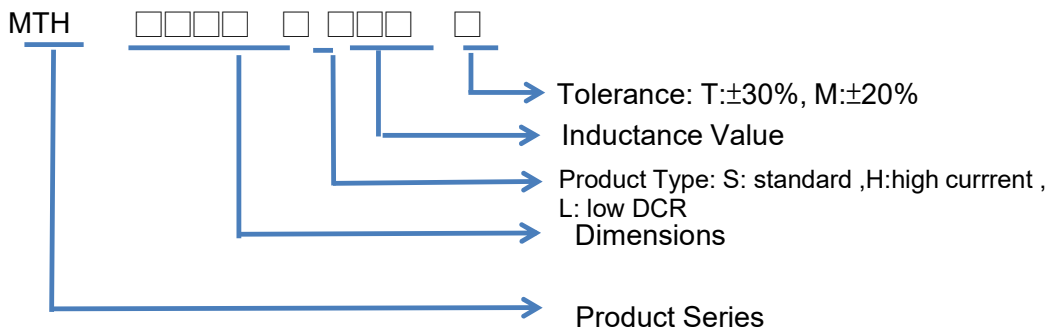 MTH □□□□ □ □□□ □
Tolerance: T:±30%, M:±20%
Inductance Value
Product Type: S: standard ,H:high currrent ,
L: low DCR
Dimensions
Product Series